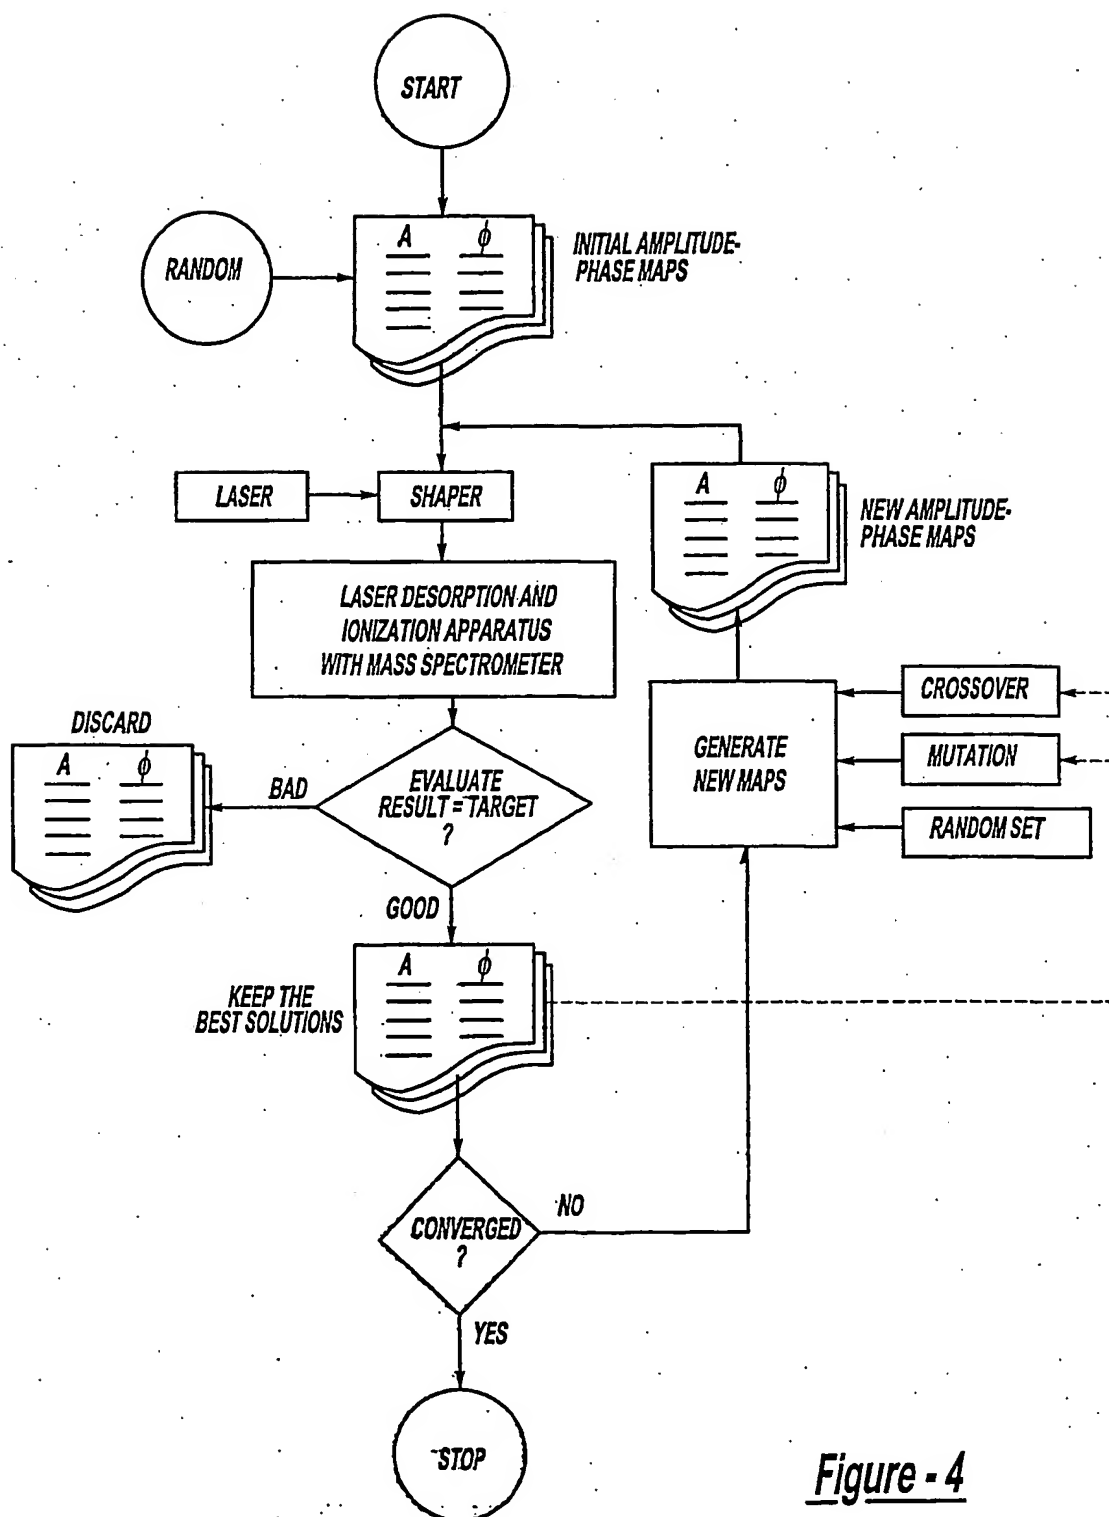 START
RANDOM
A ϕ
INITIAL AMPLITUDE-
PHASE MAPS
LASER
SHAPER
A ϕ
NEW AMPLITUDE-
PHASE MAPS
LASER DESORPTION AND
IONIZATION APPARATUS
WITH MASS SPECTROMETER
CROSSOVER
GENERATE
NEW MAPS
MUTATION
RANDOM SET
DISCARD
A ϕ
BAD
EVALUATE
RESULT = TARGET
?
GOOD
A ϕ
KEEP THE
BEST SOLUTIONS
NO
CONVERGED
?
YES
STOP
Figure - 4